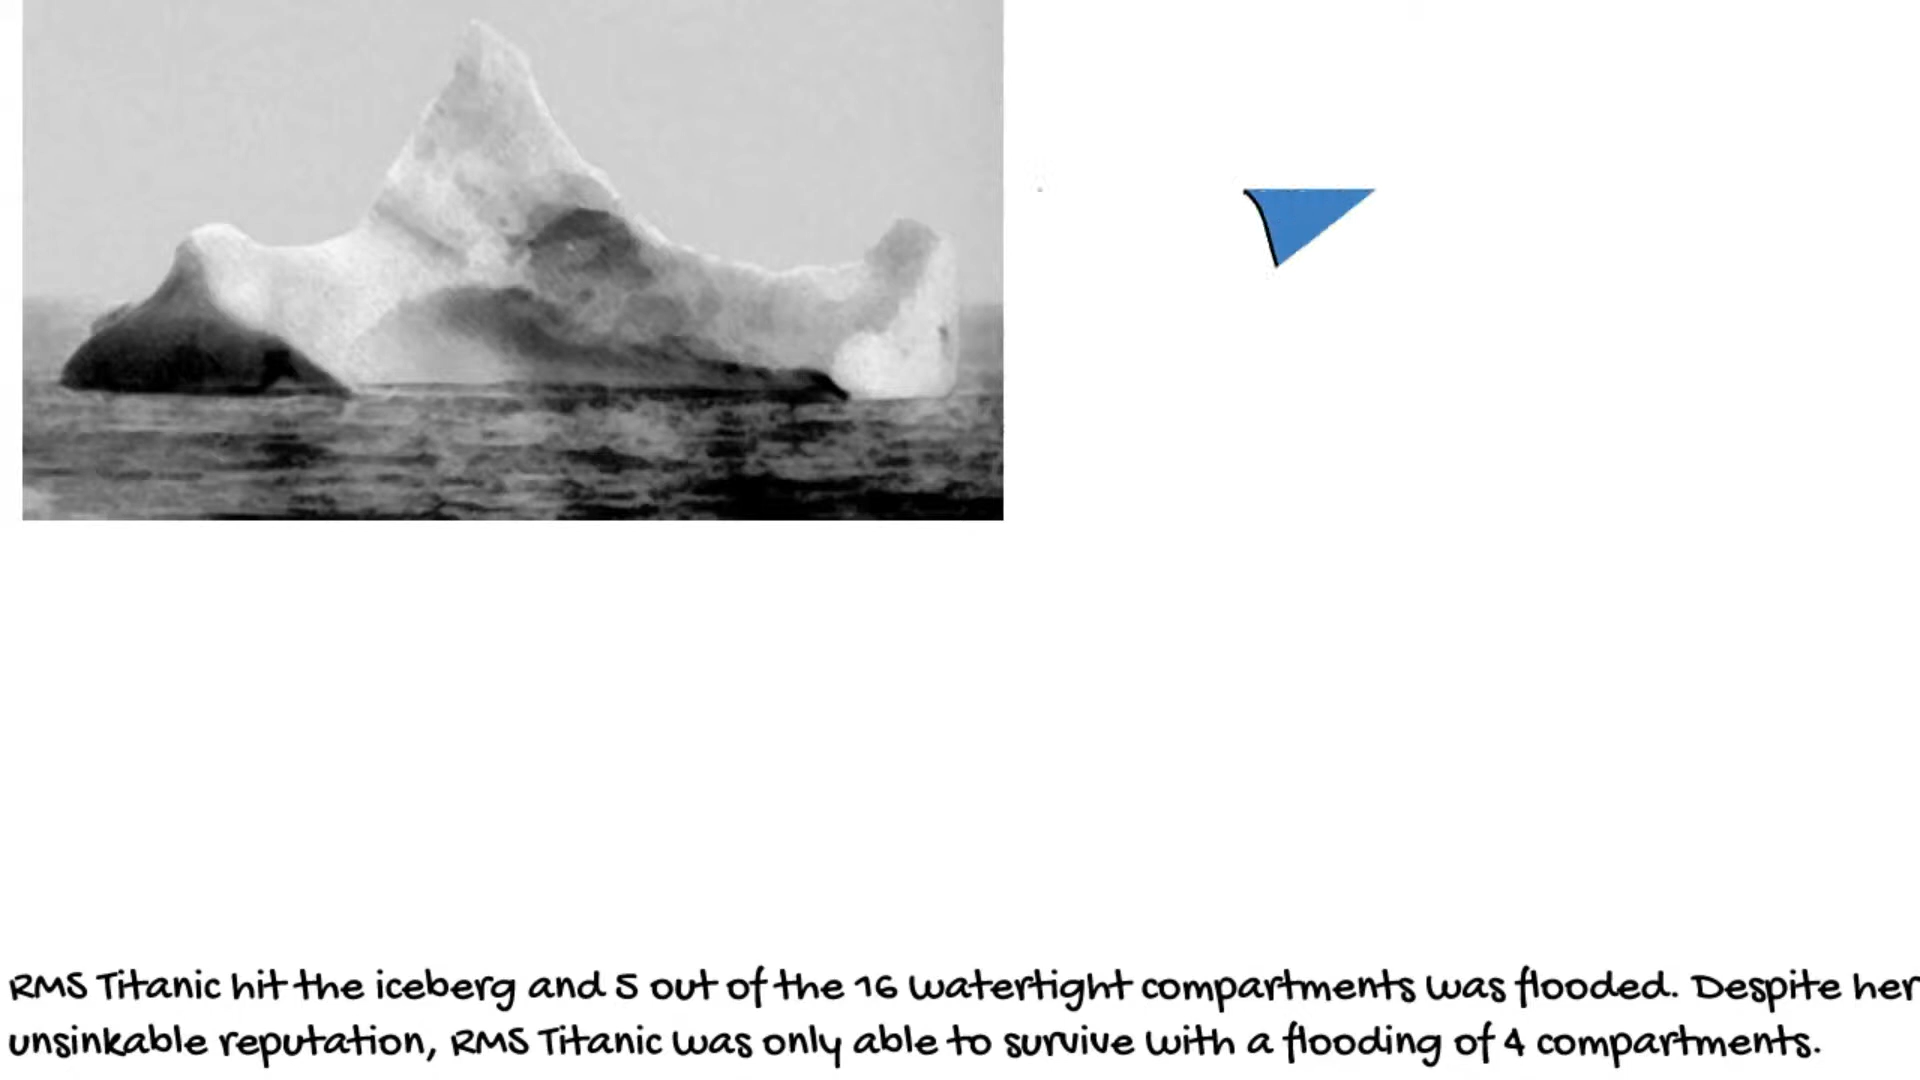 RMS Titanic hit the iceberg and 5 out of the 16 watertight compartments was flooded. Despite her
unsinkable reputation, RMS Titanic was only able to survive with a flooding of 4 compartments.